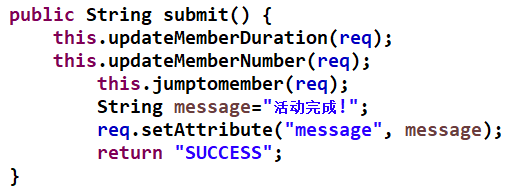 public String submit() {
this.updateMemberDuration(req);
this.updateMemberNumber(req);
this.jumptomember(req);
String message="活动完成!";
req.setAttribute("message", message);
return "SUCCESS";
}